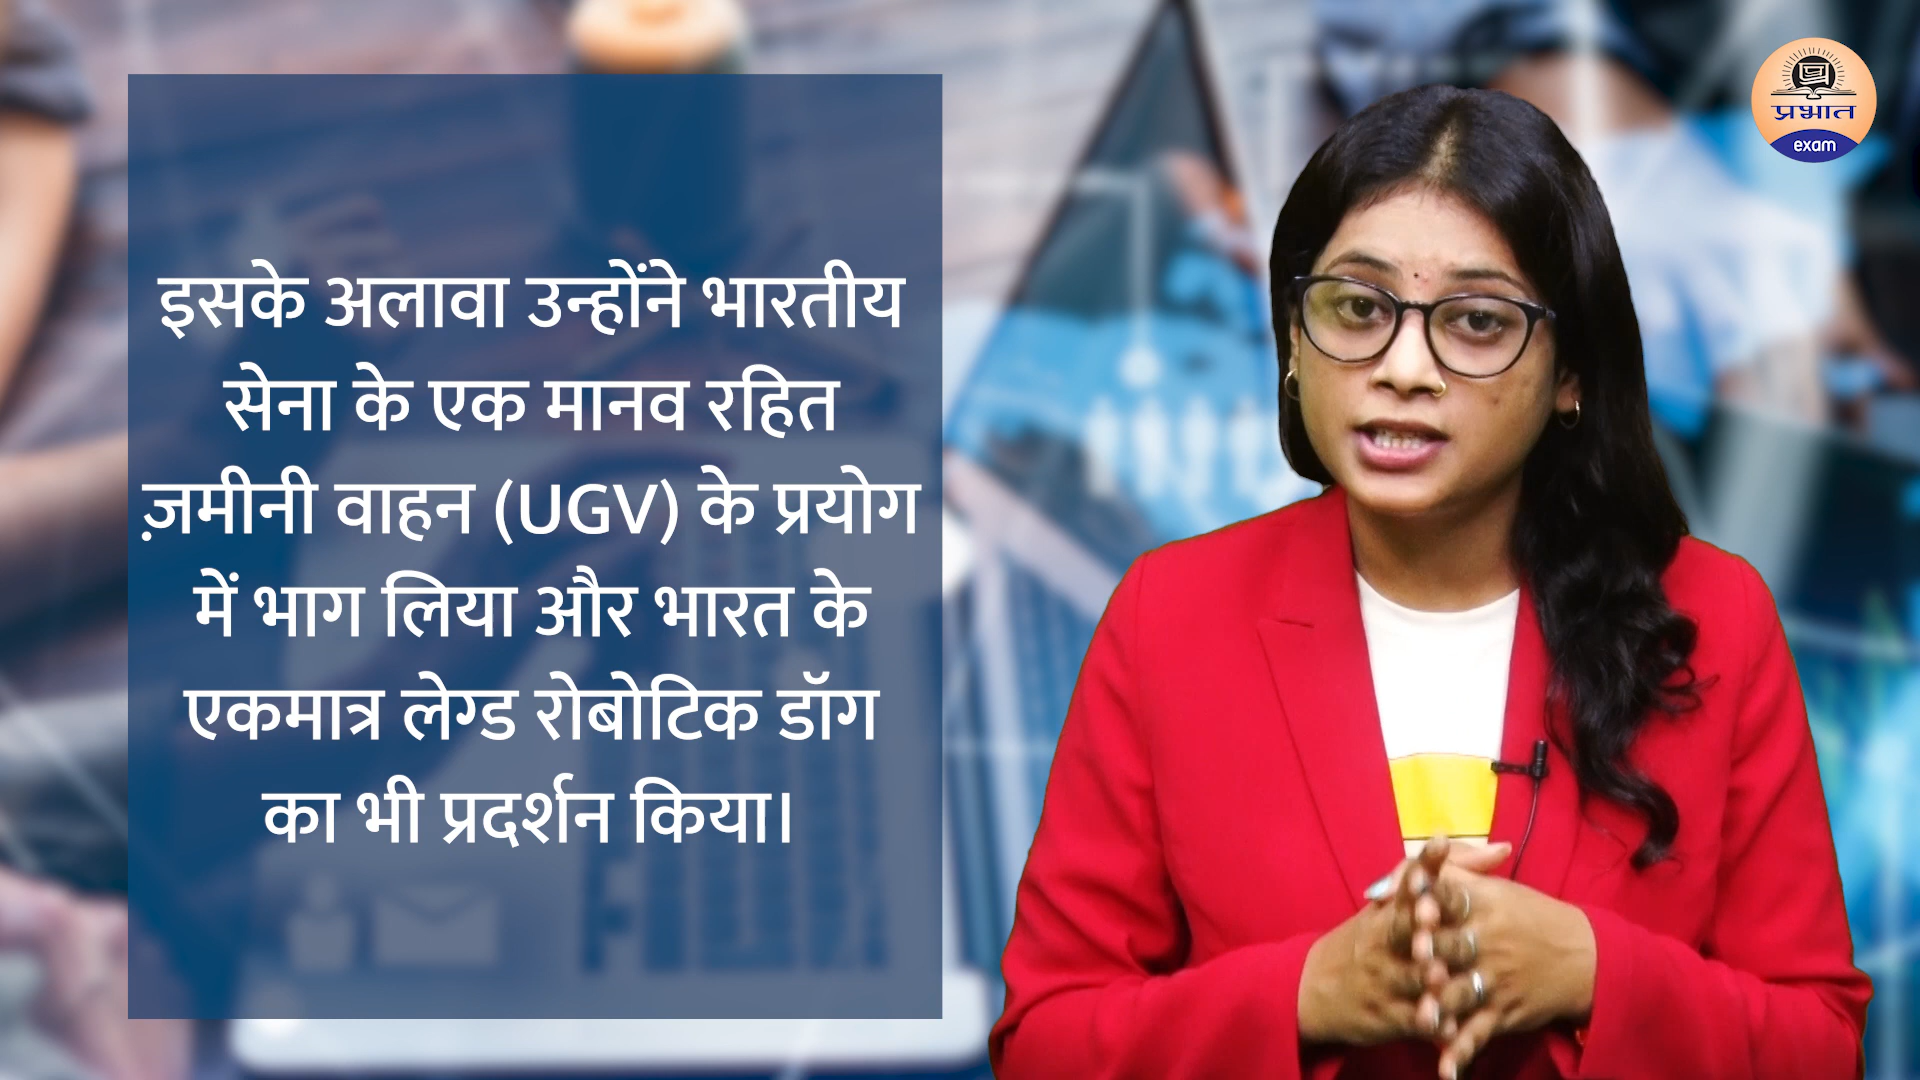 इसके अलावा उन्होंने भारतीय
सेना के एक मानव रहित
ज़मीनी वाहन (UGV) के प्रयोग
में भाग लिया और भारत के
एकमात्र लेग्ड रोबोटिक डॉग
का भी प्रदर्शन किया।
प्रभात
exam